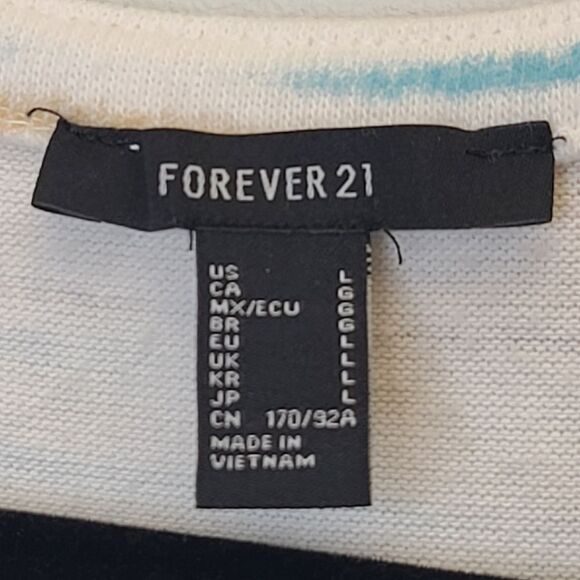 FOREVER 21
US L
CA G
MX/ECU G
BR G
EU L
UK L
KR L
JP L
CN 170/92A
MADE IN
VIETNAM